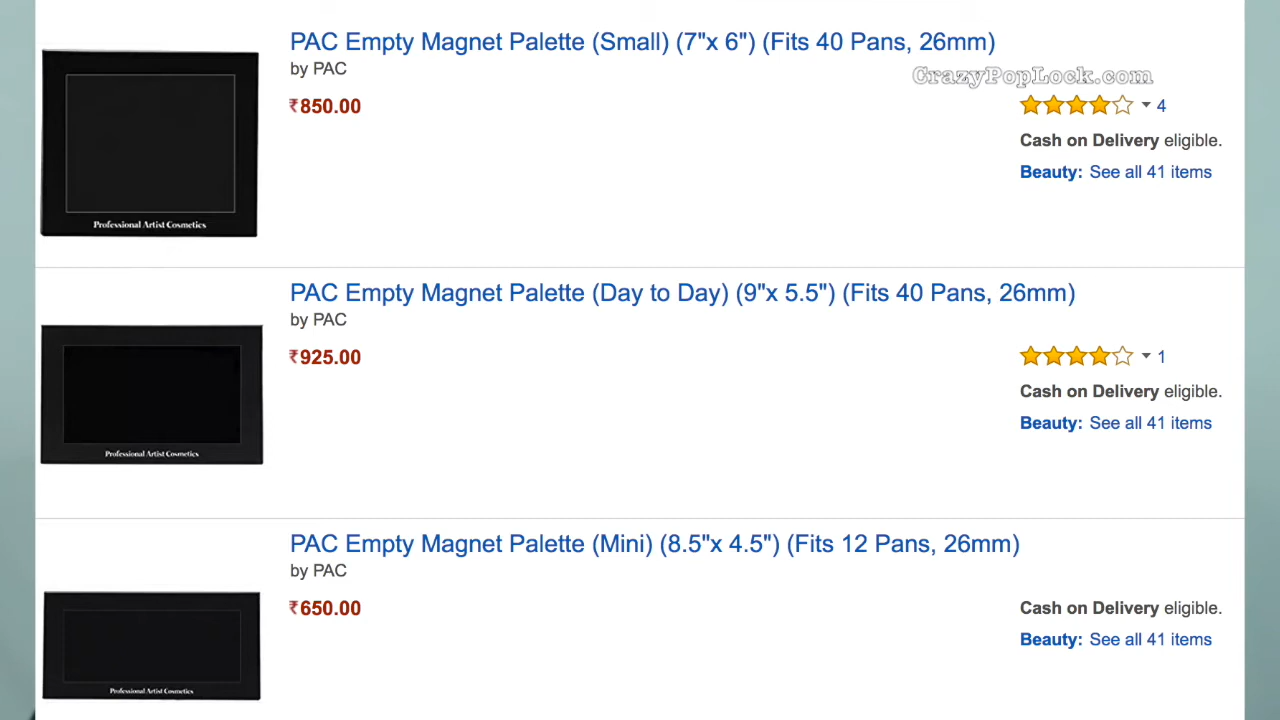 PAC Empty Magnet Palette (Small) (7"x 6") (Fits 40 Pans, 26mm)
by PAC
CrazyPopLock.com
₹850.00
4
Cash on Delivery eligible.
Beauty: See all 41 items
Professional Artist Cosmetics
PAC Empty Magnet Palette (Day to Day) (9"x 5.5") (Fits 40 Pans, 26mm)
by PAC
₹925.00
1
Cash on Delivery eligible.
Beauty: See all 41 items
Professional Artist Cosmetics
PAC Empty Magnet Palette (Mini) (8.5"x 4.5") (Fits 12 Pans, 26mm)
by PAC
₹650.00
Cash on Delivery eligible.
Beauty: See all 41 items
Professional Artist Cosmetics